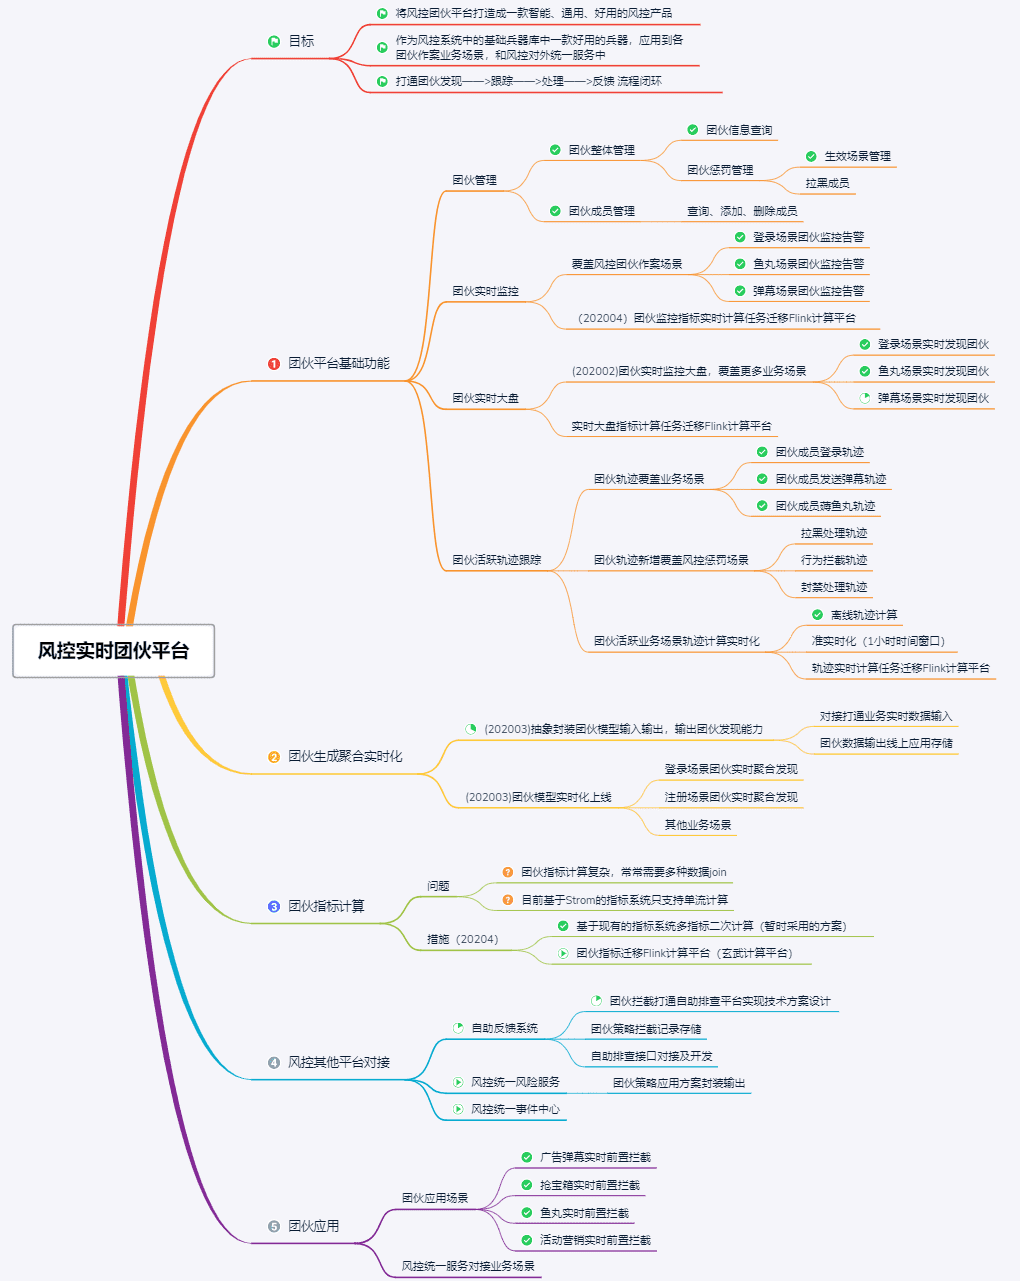 风控实时团伙平台
目标
将风控团伙平台打造成一款智能、通用、好用的风控产品
作为风控系统中的基础兵器库中一款好用的兵器，应用到各
团伙作案业务场景，和风控对外统一服务中
打通团伙发现——>跟踪——>处理——>反馈 流程闭环
1 团伙平台基础功能
团伙管理
团伙整体管理
团伙信息查询
团伙惩罚管理
生效场景管理
拉黑成员
团伙成员管理
查询、添加、删除成员
团伙实时监控
覆盖风控团伙作案场景
登录场景团伙监控告警
鱼丸场景团伙监控告警
弹幕场景团伙监控告警
（202004）团伙监控指标实时计算任务迁移Flink计算平台
团伙实时大盘
(202002)团伙实时监控大盘，覆盖更多业务场景
登录场景实时发现团伙
鱼丸场景实时发现团伙
弹幕场景实时发现团伙
实时大盘指标计算任务迁移Flink计算平台
团伙活跃轨迹跟踪
团伙轨迹覆盖业务场景
团伙成员登录轨迹
团伙成员发送弹幕轨迹
团伙成员薅鱼丸轨迹
团伙轨迹新增覆盖风控惩罚场景
拉黑处理轨迹
行为拦截轨迹
封禁处理轨迹
团伙活跃业务场景轨迹计算实时化
离线轨迹计算
准实时化（1小时时间窗口）
轨迹实时计算任务迁移Flink计算平台
2 团伙生成聚合实时化
(202003)抽象封装团伙模型输入输出，输出团伙发现能力
对接打通业务实时数据输入
团伙数据输出线上应用存储
(202003)团伙模型实时化上线
登录场景团伙实时聚合发现
注册场景团伙实时聚合发现
其他业务场景
3 团伙指标计算
问题
? 团伙指标计算复杂，常常需要多种数据join
? 目前基于Strom的指标系统只支持单流计算
措施（20204）
基于现有的指标系统多指标二次计算（暂时采用的方案）
团伙指标迁移Flink计算平台（玄武计算平台）
4 风控其他平台对接
自助反馈系统
团伙拦截打通自助排查平台实现技术方案设计
团伙策略拦截记录存储
自助排查接口对接及开发
风控统一风险服务
团伙策略应用方案封装输出
风控统一事件中心
5 团伙应用
团伙应用场景
广告弹幕实时前置拦截
抢宝箱实时前置拦截
鱼丸实时前置拦截
活动营销实时前置拦截
风控统一服务对接业务场景